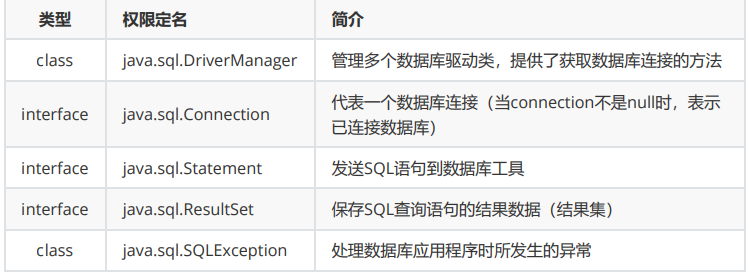 类型 权限定名 简介
class java.sql.DriverManager 管理多个数据库驱动类，提供了获取数据库连接的方法
interface java.sql.Connection 代表一个数据库连接（当connection不是null时，表示
已连接数据库）
interface java.sql.Statement 发送SQL语句到数据库工具
interface java.sql.ResultSet 保存SQL查询语句的结果数据（结果集）
class java.sql.SQLException 处理数据库应用程序时所发生的异常